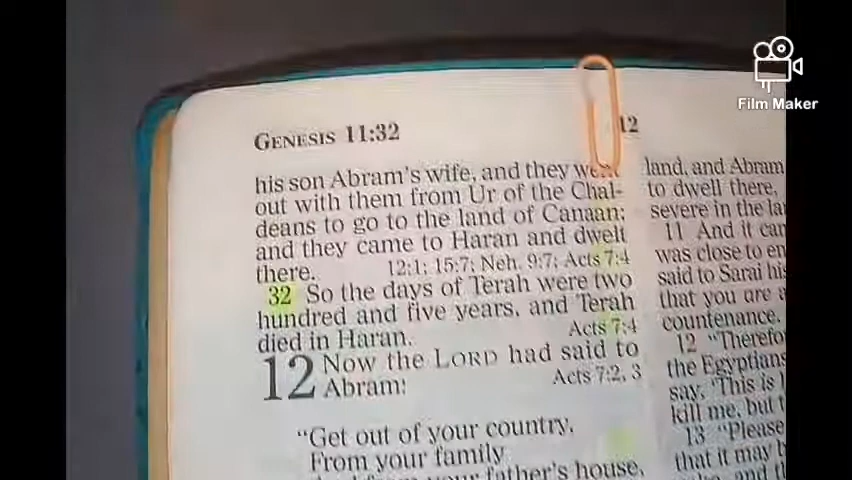 Film Maker
GENESIS 11:32
12
his son Abram's wife, and they went
out with them from Ur of the Chal-
deans to go to the land of Canaan;
and they came to Haran and dwelt
there. 12:1; 15:7; Neh. 9:7; Acts 7:4
32 So the days of Terah were two
hundred and five years, and Terah
died in Haran. Acts 7:4
12 Now the LORD had said to
Abram: Acts 7:2, 3
"Get out of your country,
From your family
your father's house,
land, and Abram
to dwell there,
severe in the
11 And it
was close to
said to Sarai
that you are
countenance.
12
the Egyptians
say, 'This is
kill me, but
13 "Please
that it may